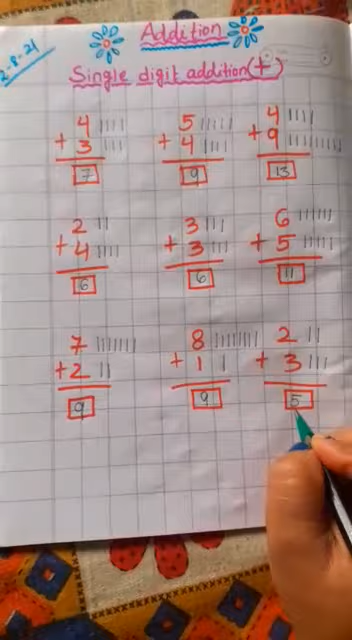 2-8-21
Addition
Single digit addition(+)
4 5 4
+ 3 + 4 + 9
7 9 13
2 3 6
+ 4 + 3 + 5
6 6 11
7 8 2
+ 2 + 1 + 3
9 9 5